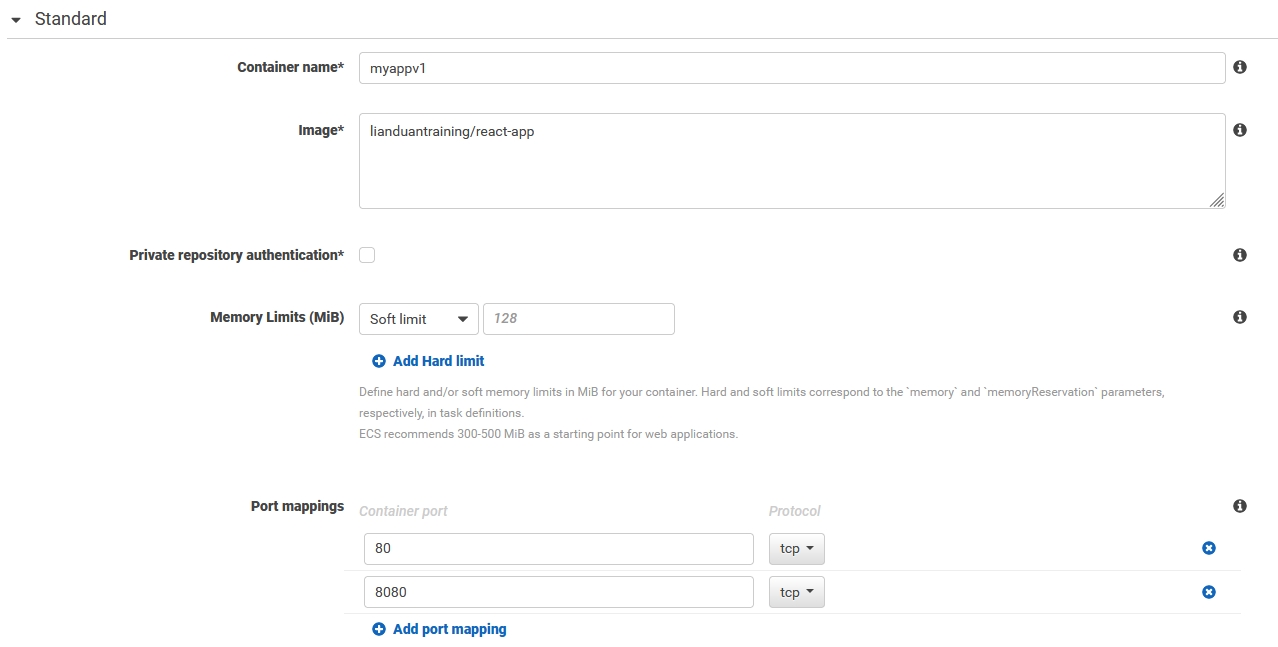 Standard
Container name*
myappv1
Image*
lianduantraining/react-app
Private repository authentication*
Memory Limits (MiB)
Soft limit
128
Add Hard limit
Define hard and/or soft memory limits in MiB for your container. Hard and soft limits correspond to the `memory` and `memoryReservation` parameters,
respectively, in task definitions.
ECS recommends 300-500 MiB as a starting point for web applications.
Port mappings
Container port
Protocol
80
tcp
8080
tcp
Add port mapping